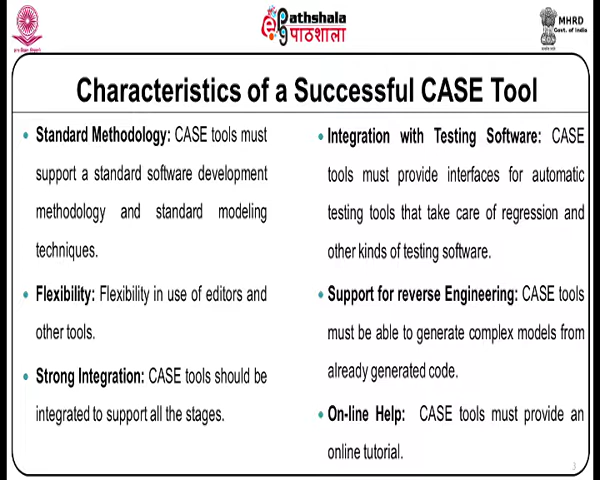 Pathshala
पाठशाला
MHRD
Govt. of India
Characteristics of a Successful CASE Tool
• Standard Methodology: CASE tools must
support a standard software development
methodology and standard modeling
techniques.
• Flexibility: Flexibility in use of editors and
other tools.
• Strong Integration: CASE tools should be
integrated to support all the stages.
• Integration with Testing Software: CASE
tools must provide interfaces for automatic
testing tools that take care of regression and
other kinds of testing software.
• Support for reverse Engineering: CASE tools
must be able to generate complex models from
already generated code.
• On-line Help: CASE tools must provide an
online tutorial.
3